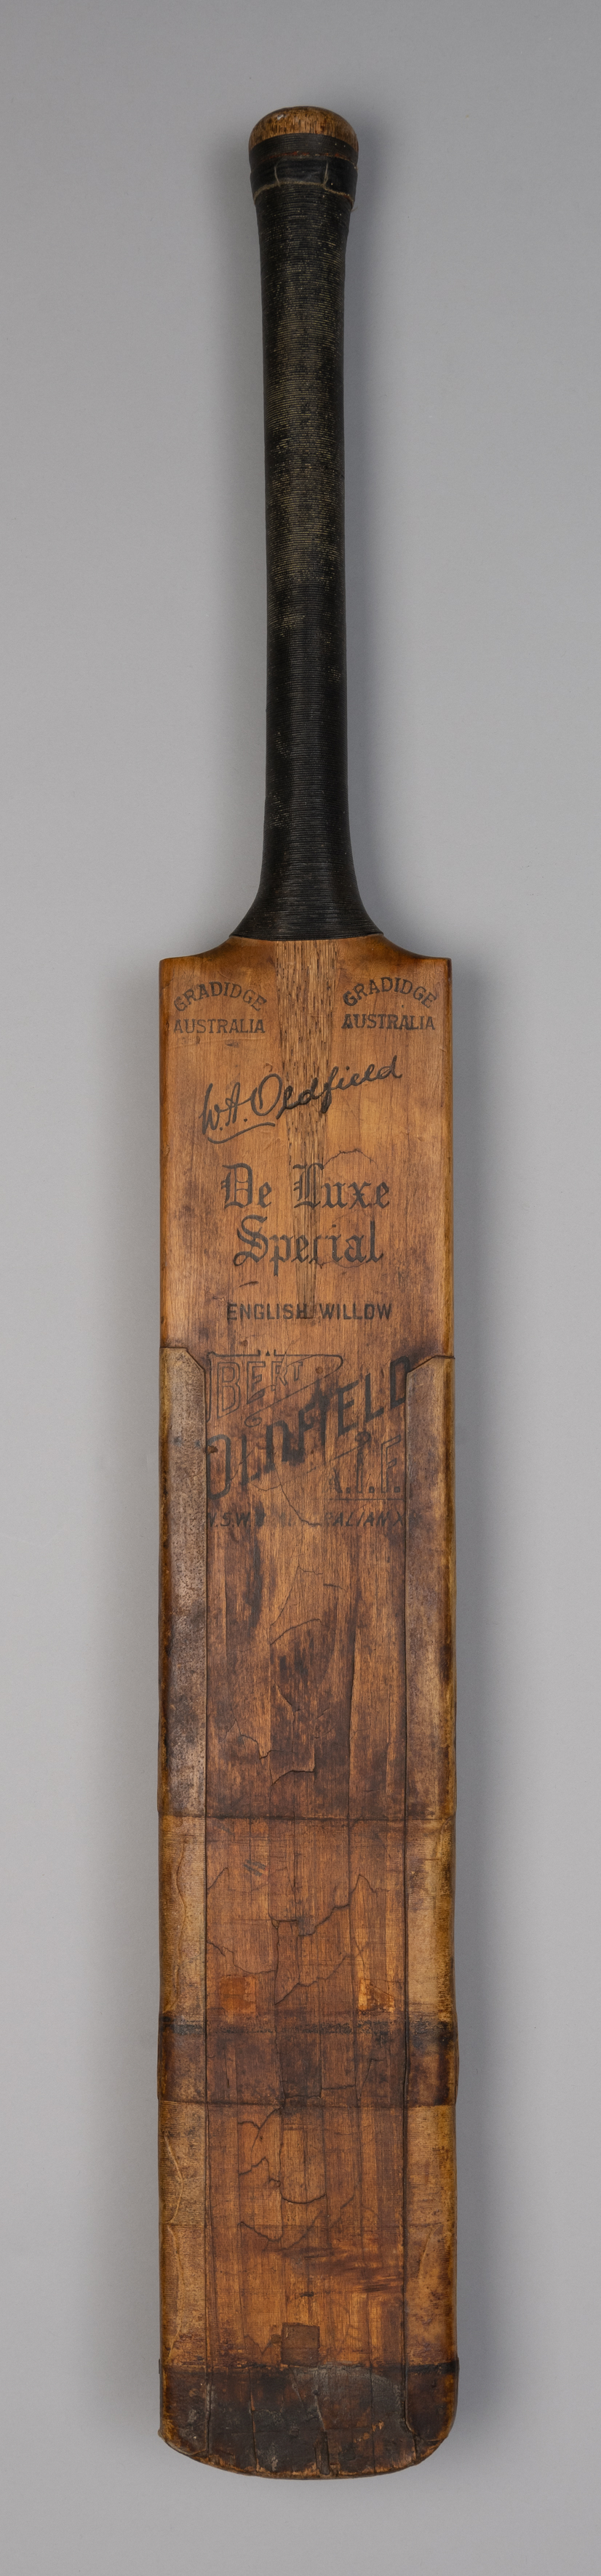 GRADIDGE GRADIDGE
AUSTRALIA AUSTRALIA
W.A. Oldfield
De Luxe
Special
ENGLISH WILLOW
BERT
OLDFIELD
A.I.F.
N.S.W.